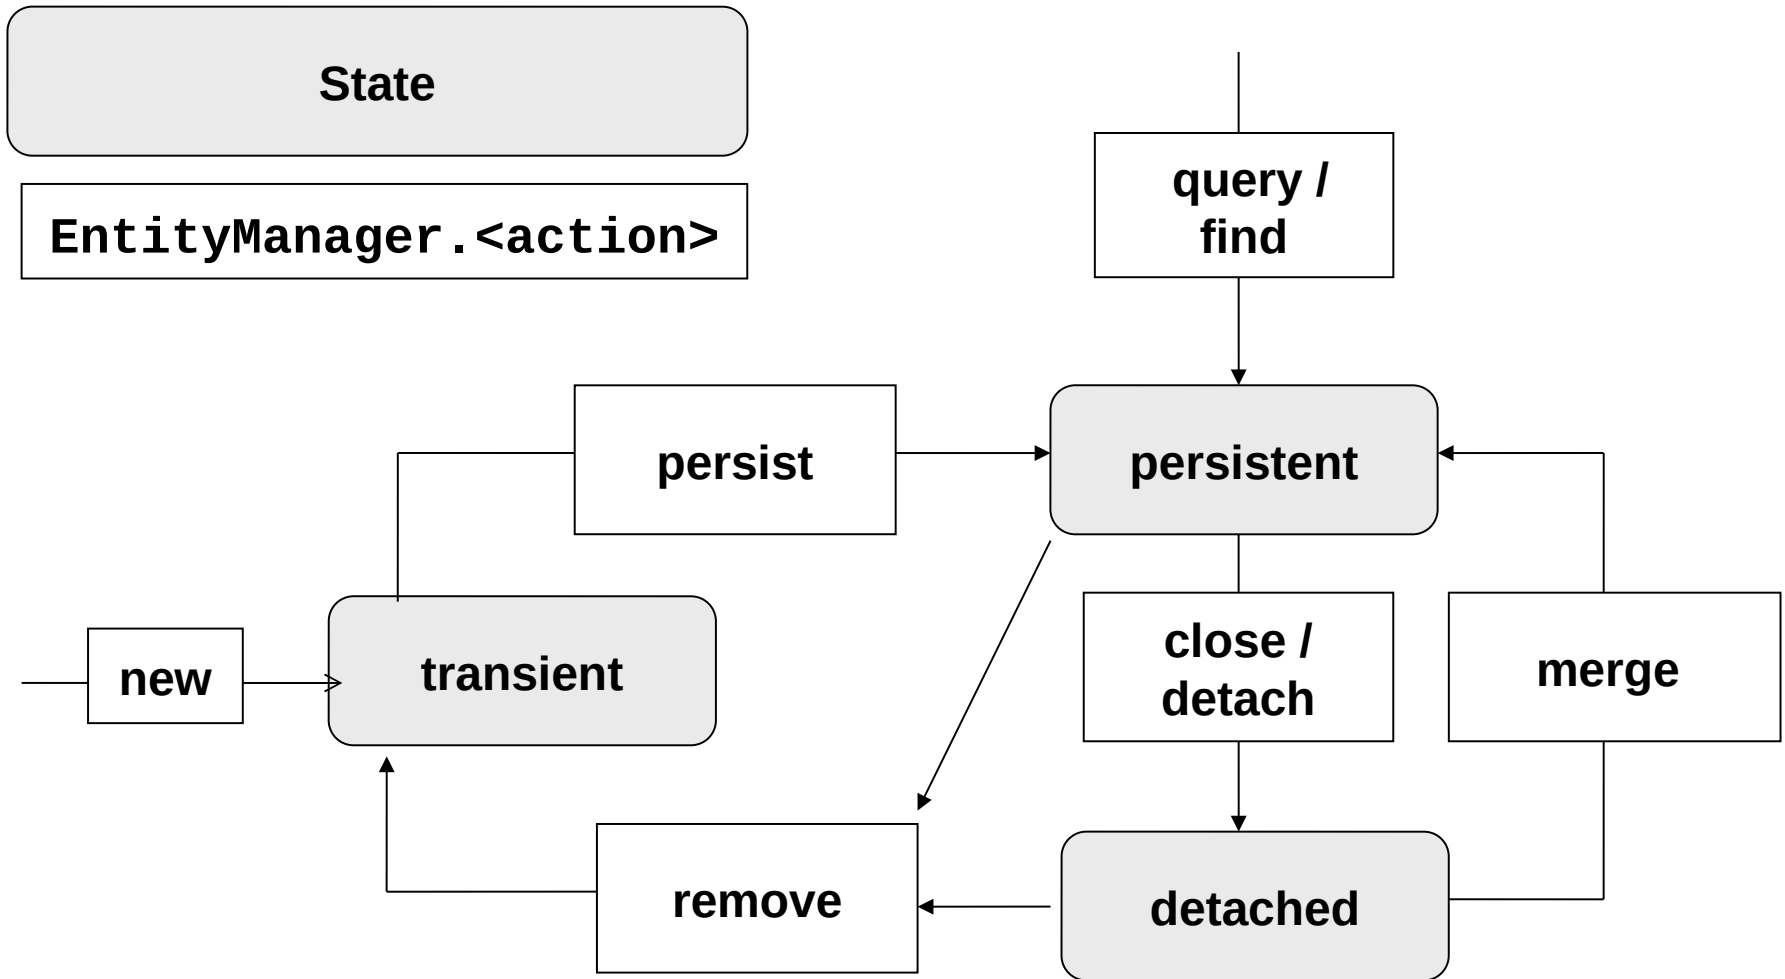 State
EntityManager.<action>
query /
find
persist
persistent
new
transient
close /
detach
merge
remove
detached